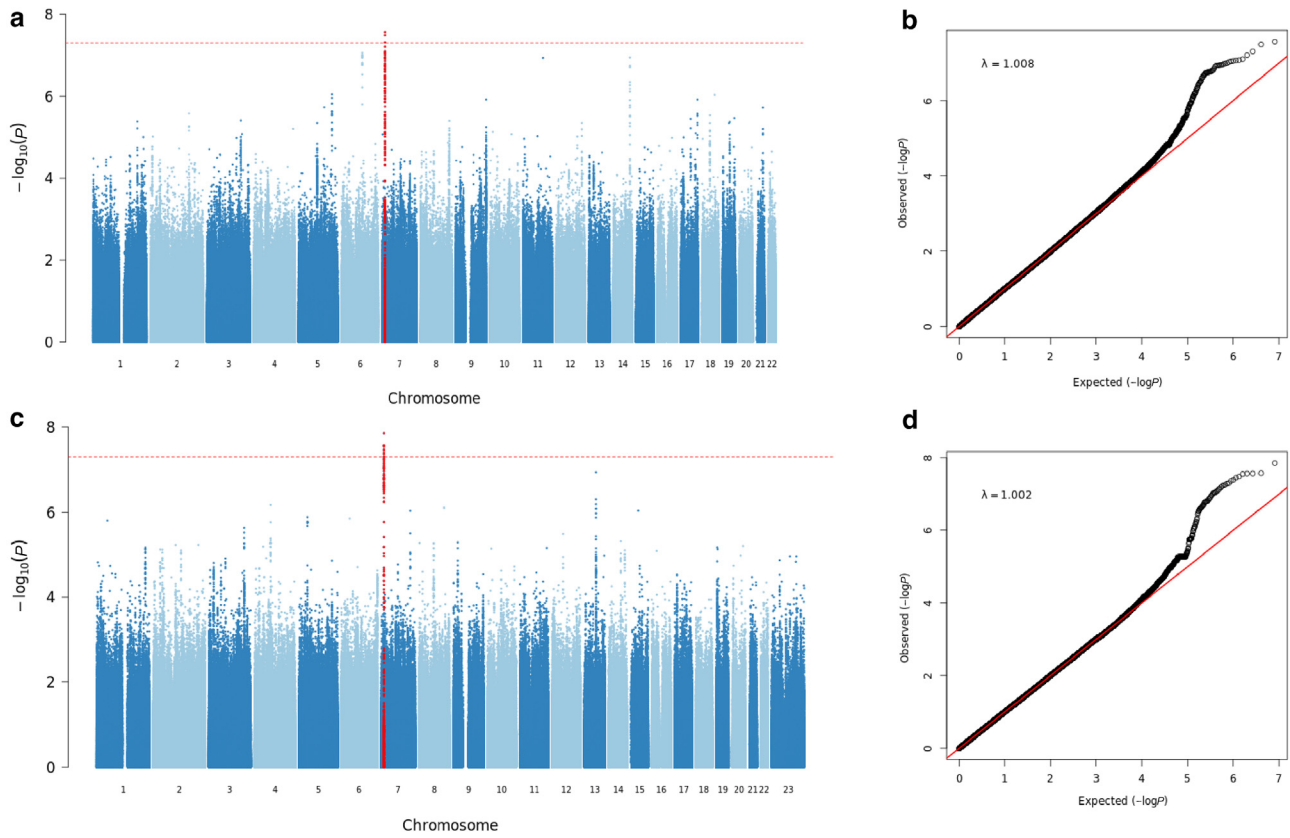 a
8
6
4
2
0
− log10(P)
1 2 3 4 5 6 7 8 9 10 11 12 13 14 15 16 17 18 19 20 21 22
Chromosome
b
λ = 1.008
6
4
2
0
Observed (−logP)
0 1 2 3 4 5 6 7
Expected (−logP)
c
8
6
4
2
0
− log10(P)
1 2 3 4 5 6 7 8 9 10 11 12 13 14 15 16 17 18 19 20 21 22 23
Chromosome
d
λ = 1.002
8
6
4
2
0
Observed (−logP)
0 1 2 3 4 5 6 7
Expected (−logP)